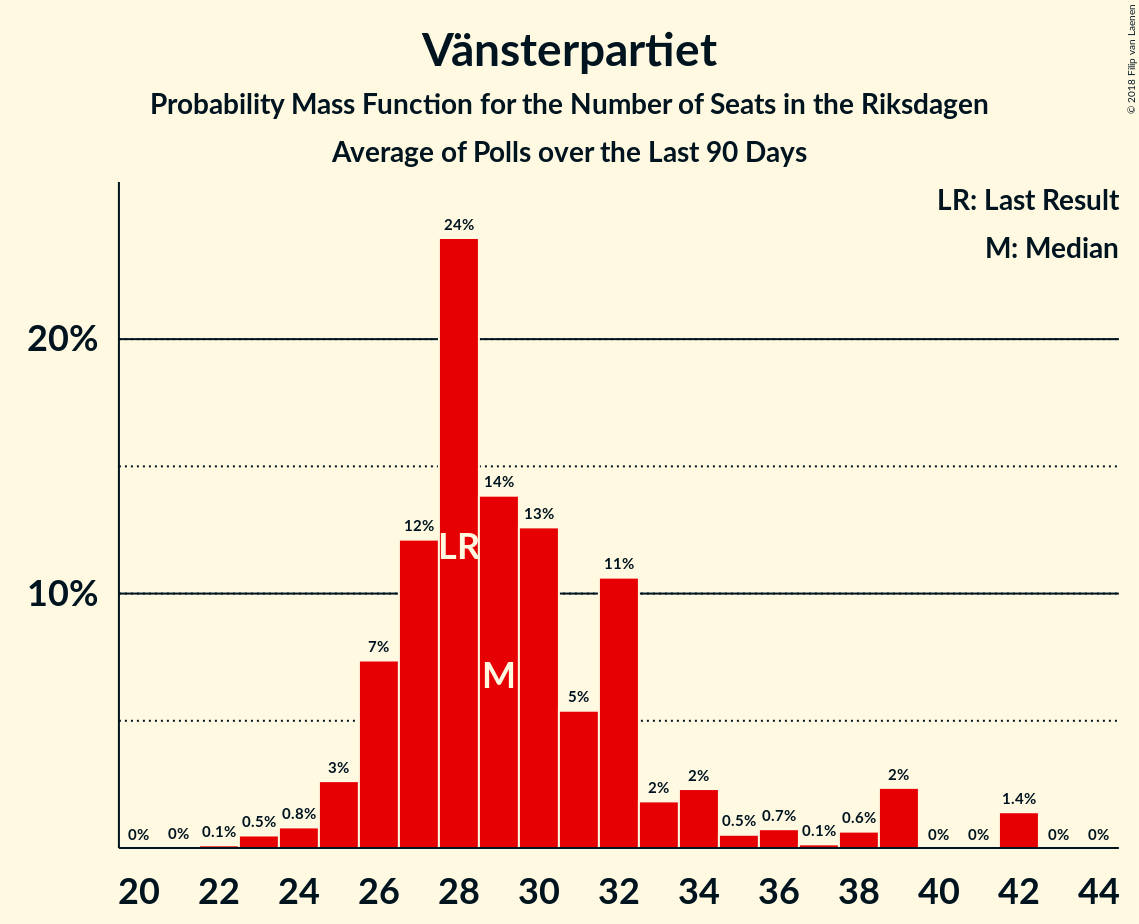 © 2018 Filip van Laenen
Vänsterpartiet
Probability Mass Function for the Number of Seats in the Riksdagen
Average of Polls over the Last 90 Days
LR: Last Result
M: Median
20%
10%
0% 0% 0.1% 0.5% 0.8% 3% 7% 12% 24% 14% 13% 5% 11% 2% 2% 0.5% 0.7% 0.1% 0.6% 2% 0% 0% 1.4% 0% 0%
LR
M
20 22 24 26 28 30 32 34 36 38 40 42 44